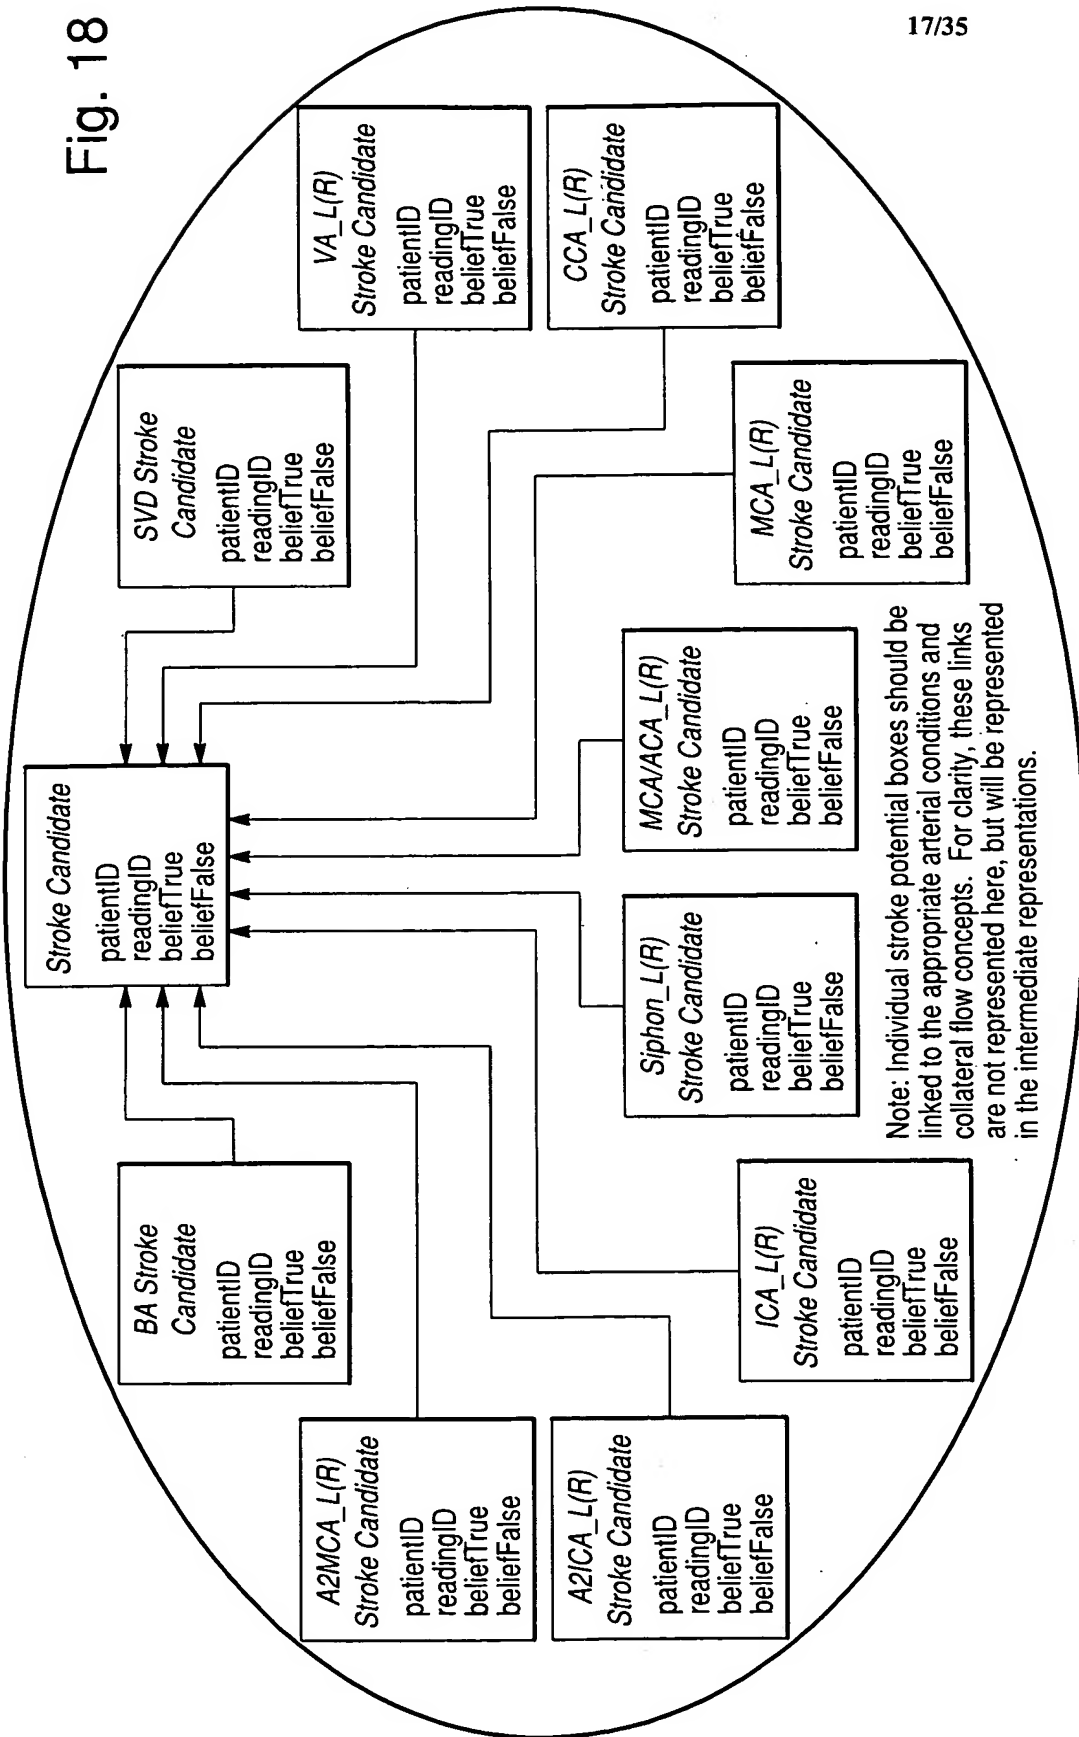 17/35
Fig. 18
Stroke Candidate
patientID
readingID
beliefTrue
beliefFalse
BA Stroke
Candidate
patientID
readingID
beliefTrue
beliefFalse
SVD Stroke
Candidate
patientID
readingID
beliefTrue
beliefFalse
A2MCA_L(R)
Stroke Candidate
patientID
readingID
beliefTrue
beliefFalse
VA_L(R)
Stroke Candidate
patientID
readingID
beliefTrue
beliefFalse
A2ICA_L(R)
Stroke Candidate
patientID
readingID
beliefTrue
beliefFalse
CCA_L(R)
Stroke Candidate
patientID
readingID
beliefTrue
beliefFalse
ICA_L(R)
Stroke Candidate
patientID
readingID
beliefTrue
beliefFalse
Siphon_L(R)
Stroke Candidate
patientID
readingID
beliefTrue
beliefFalse
MCA/ACA_L(R)
Stroke Candidate
patientID
readingID
beliefTrue
beliefFalse
MCA_L(R)
Stroke Candidate
patientID
readingID
beliefTrue
beliefFalse
Note: Individual stroke potential boxes should be
linked to the appropriate arterial conditions and
collateral flow concepts. For clarity, these links
are not represented here, but will be represented
in the intermediate representations.